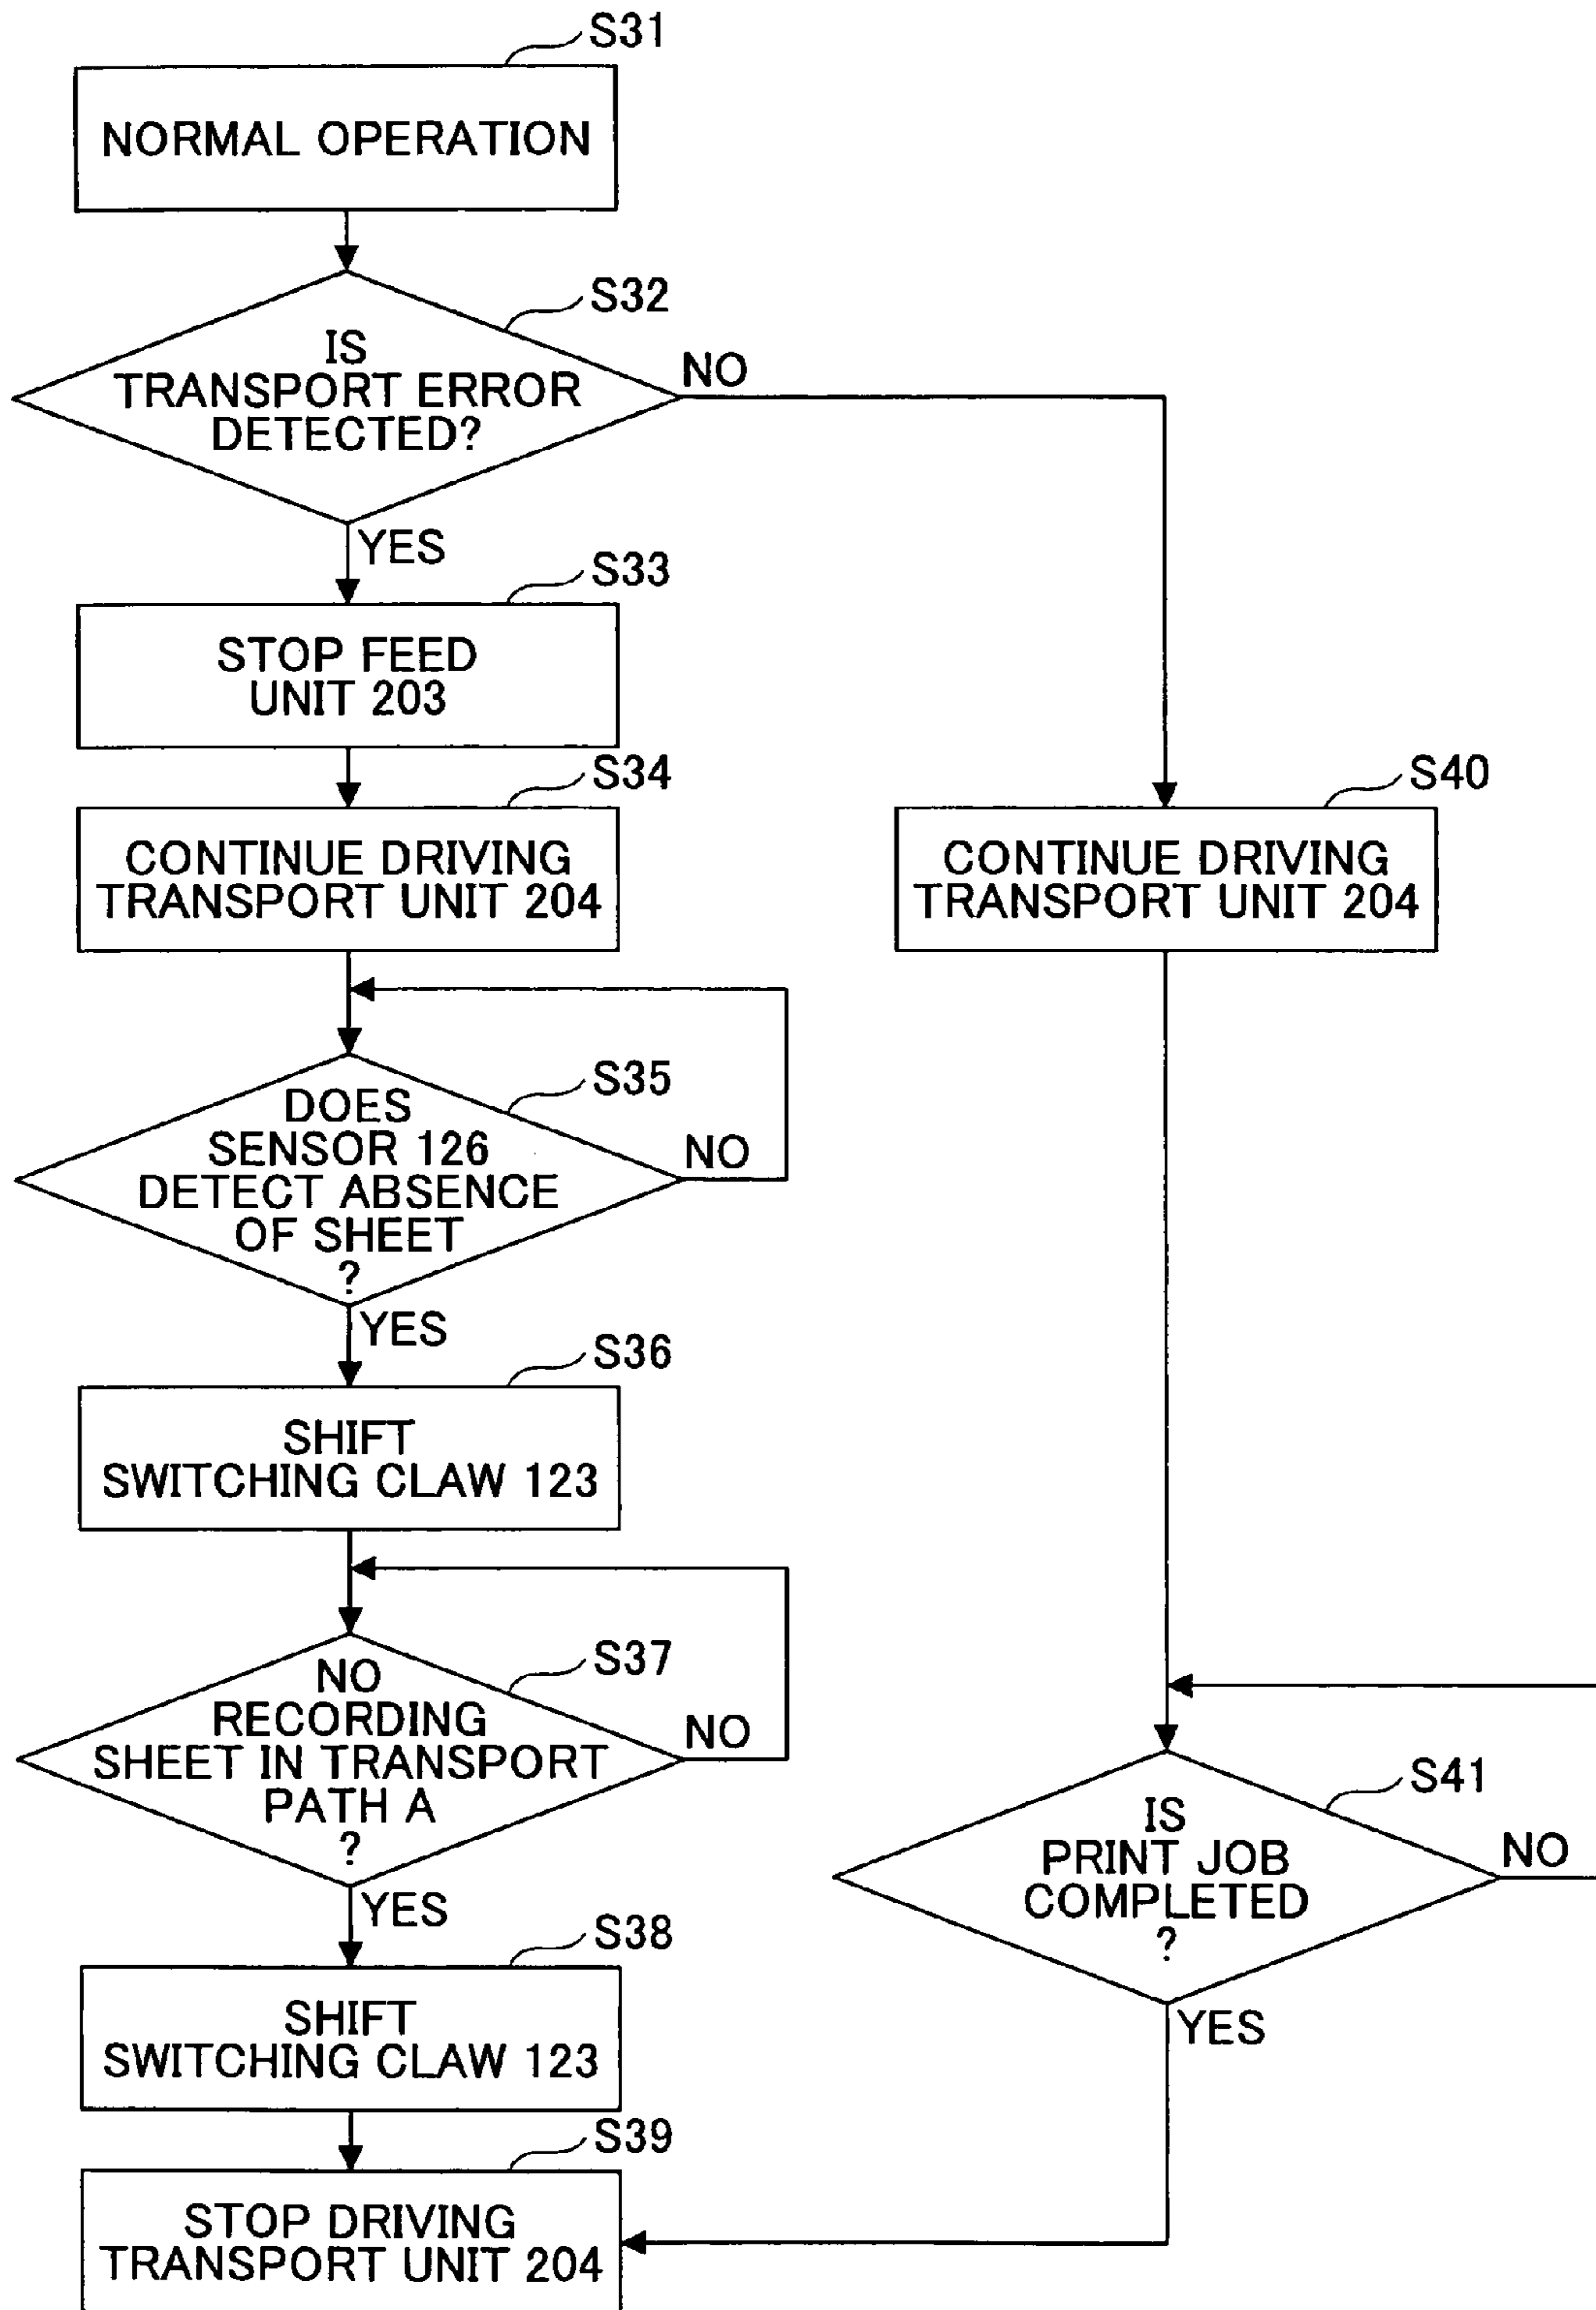 S31
NORMAL OPERATION
S32
IS
TRANSPORT ERROR
DETECTED?
NO
YES
S33
STOP FEED
UNIT 203
S34
CONTINUE DRIVING
TRANSPORT UNIT 204
S40
CONTINUE DRIVING
TRANSPORT UNIT 204
S35
DOES
SENSOR 126
DETECT ABSENCE
OF SHEET
?
NO
YES
S36
SHIFT
SWITCHING CLAW 123
S37
NO
RECORDING
SHEET IN TRANSPORT
PATH A
?
NO
YES
S41
IS
PRINT JOB
COMPLETED
?
NO
YES
S38
SHIFT
SWITCHING CLAW 123
S39
STOP DRIVING
TRANSPORT UNIT 204